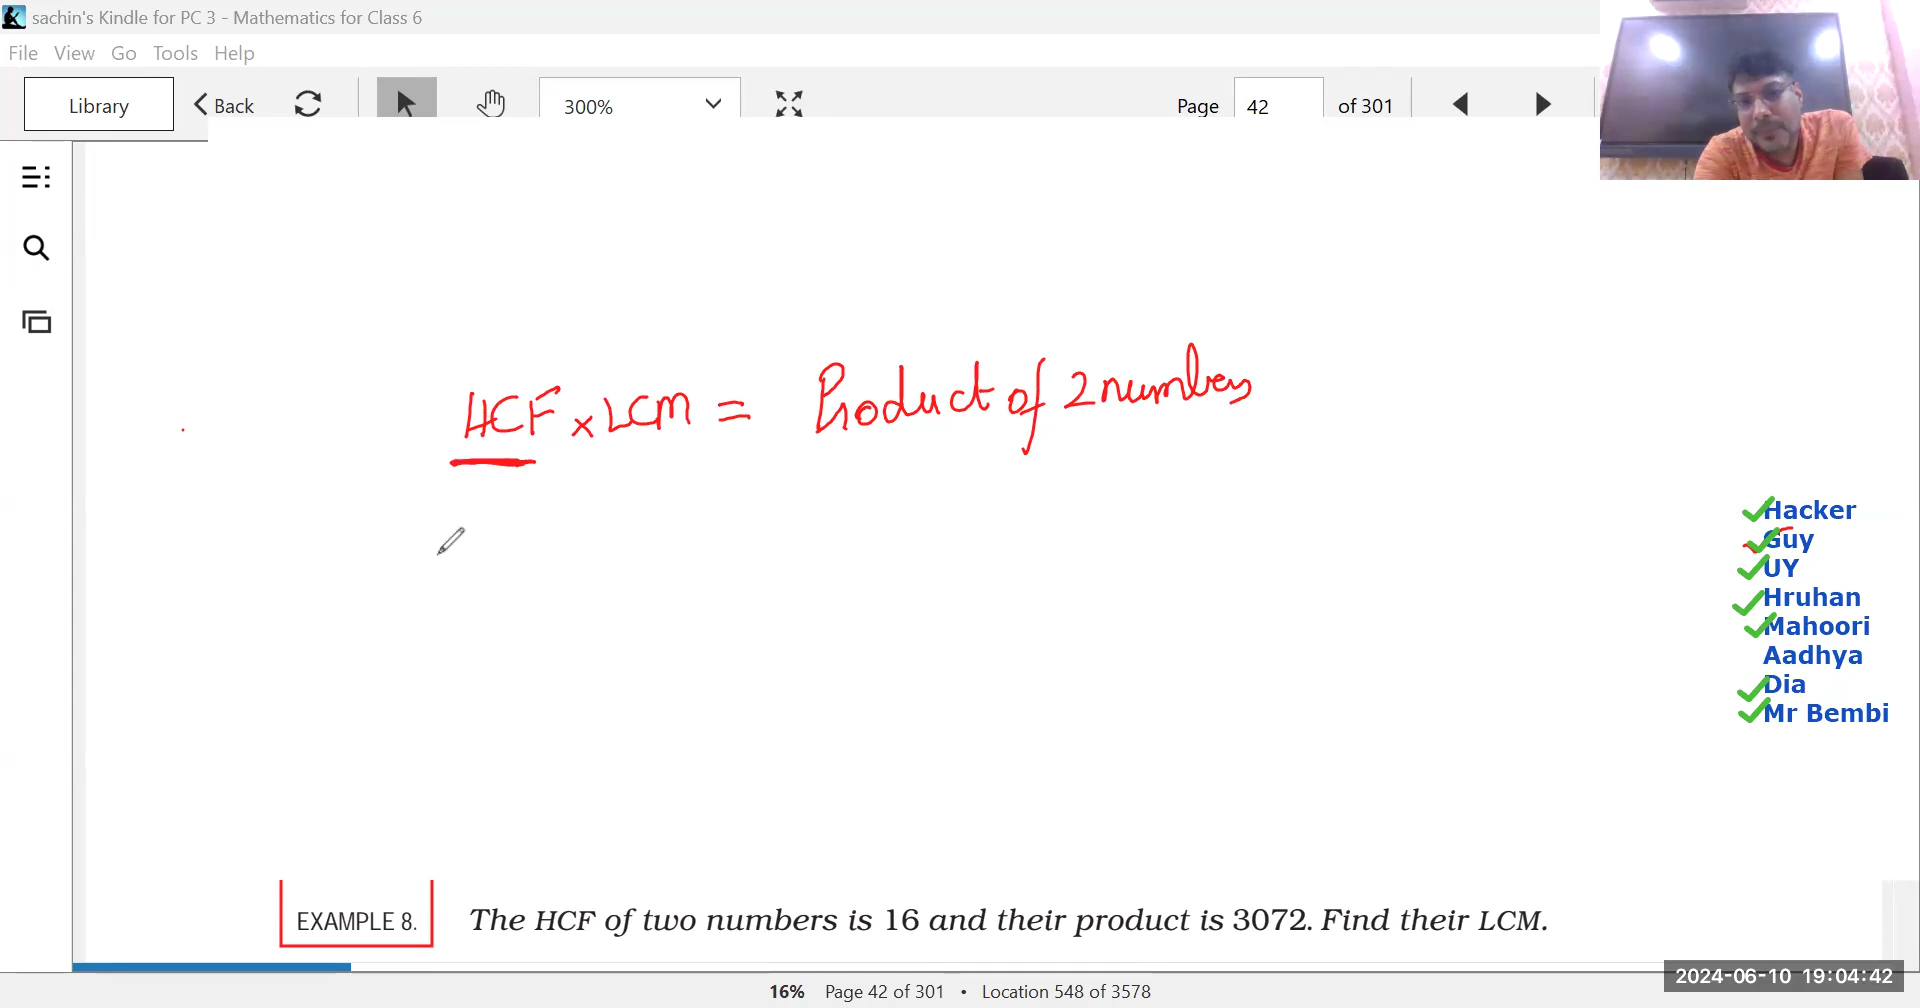 sachin's Kindle for PC 3 - Mathematics for Class 6
File View Go Tools Help
Library Back 300% Page 42 of 301
HCF × LCM = Product of 2 numbers
Hacker
Guy
UY
Hruhan
Mahoori
Aadhya
Dia
Mr Bembi
EXAMPLE 8. The HCF of two numbers is 16 and their product is 3072. Find their LCM.
2024-06-10 19:04:42
16% Page 42 of 301 • Location 548 of 3578